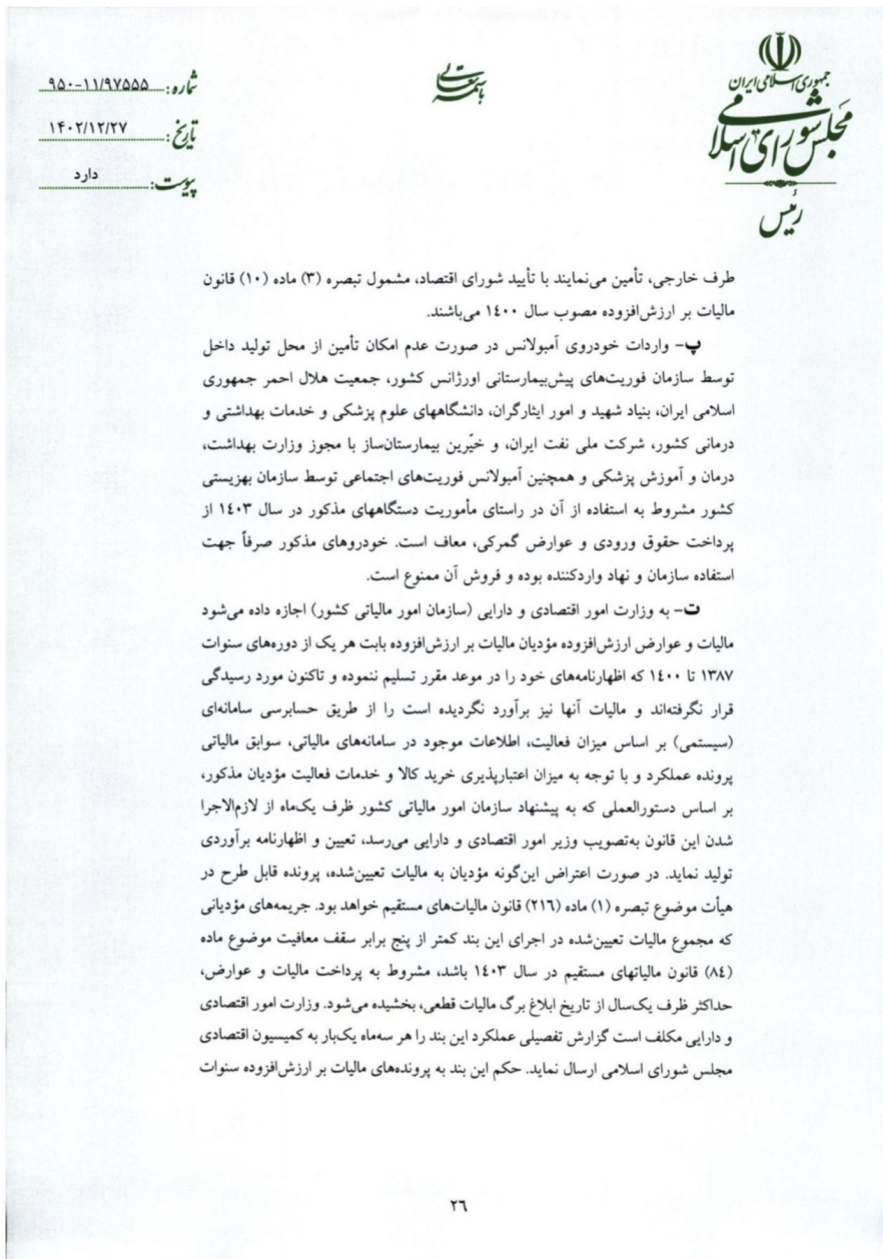 جمهوری اسلامی ایران
مجلس شورای اسلامی
رئیس
باسمه تعالی
شماره: ۹۵۰-۱۱/۹۷۵۵۵
تاریخ: ۱۴۰۲/۱۲/۲۷
پیوست: دارد
طرف خارجی، تأمین می‌نمایند با تأیید شورای اقتصاد، مشمول تبصره (۳) ماده (۱۰) قانون
مالیات بر ارزش‌افزوده مصوب سال ۱۴۰۰ می‌باشند.
پ- واردات خودروی آمبولانس در صورت عدم امکان تأمین از محل تولید داخل
توسط سازمان فوریت‌های پیش‌بیمارستانی اورژانس کشور، جمعیت هلال احمر جمهوری
اسلامی ایران، بنیاد شهید و امور ایثارگران، دانشگاههای علوم پزشکی و خدمات بهداشتی و
درمانی کشور، شرکت ملی نفت ایران، و خیّرین بیمارستان‌ساز با مجوز وزارت بهداشت،
درمان و آموزش پزشکی و همچنین آمبولانس فوریت‌های اجتماعی توسط سازمان بهزیستی
کشور مشروط به استفاده از آن در راستای مأموریت دستگاههای مذکور در سال ۱۴۰۳ از
پرداخت حقوق ورودی و عوارض گمرکی، معاف است. خودروهای مذکور صرفاً جهت
استفاده سازمان و نهاد واردکننده بوده و فروش آن ممنوع است.
ت- به وزارت امور اقتصادی و دارایی (سازمان امور مالیاتی کشور) اجازه داده می‌شود
مالیات و عوارض ارزش‌افزوده مؤدیان مالیات بر ارزش‌افزوده بابت هر یک از دوره‌های سنوات
۱۳۸۷ تا ۱۴۰۰ که اظهارنامه‌های خود را در موعد مقرر تسلیم ننموده و تاکنون مورد رسیدگی
قرار نگرفته‌اند و مالیات آنها نیز برآورد نگردیده است را از طریق حسابرسی سامانه‌ای
(سیستمی) بر اساس میزان فعالیت، اطلاعات موجود در سامانه‌های مالیاتی، سوابق مالیاتی
پرونده عملکرد و با توجه به میزان اعتبارپذیری خرید کالا و خدمات فعالیت مؤدیان مذکور،
بر اساس دستورالعملی که به پیشنهاد سازمان امور مالیاتی کشور ظرف یک‌ماه از لازم‌الاجرا
شدن این قانون به‌تصویب وزیر امور اقتصادی و دارایی می‌رسد، تعیین و اظهارنامه برآوردی
تولید نماید. در صورت اعتراض این‌گونه مؤدیان به مالیات تعیین‌شده، پرونده قابل طرح در
هیأت موضوع تبصره (۱) ماده (۲۱۶) قانون مالیات‌های مستقیم خواهد بود. جریمه‌های مؤدیانی
که مجموع مالیات تعیین‌شده در اجرای این بند کمتر از پنج برابر سقف معافیت موضوع ماده
(۸۴) قانون مالیاتهای مستقیم در سال ۱۴۰۳ باشد، مشروط به پرداخت مالیات و عوارض،
حداکثر ظرف یک‌سال از تاریخ ابلاغ برگ مالیات قطعی، بخشیده می‌شود. وزارت امور اقتصادی
و دارایی مکلف است گزارش تفصیلی عملکرد این بند را هر سه‌ماه یک‌بار به کمیسیون اقتصادی
مجلس شورای اسلامی ارسال نماید. حکم این بند به پرونده‌های مالیات بر ارزش‌افزوده سنوات
۲۶